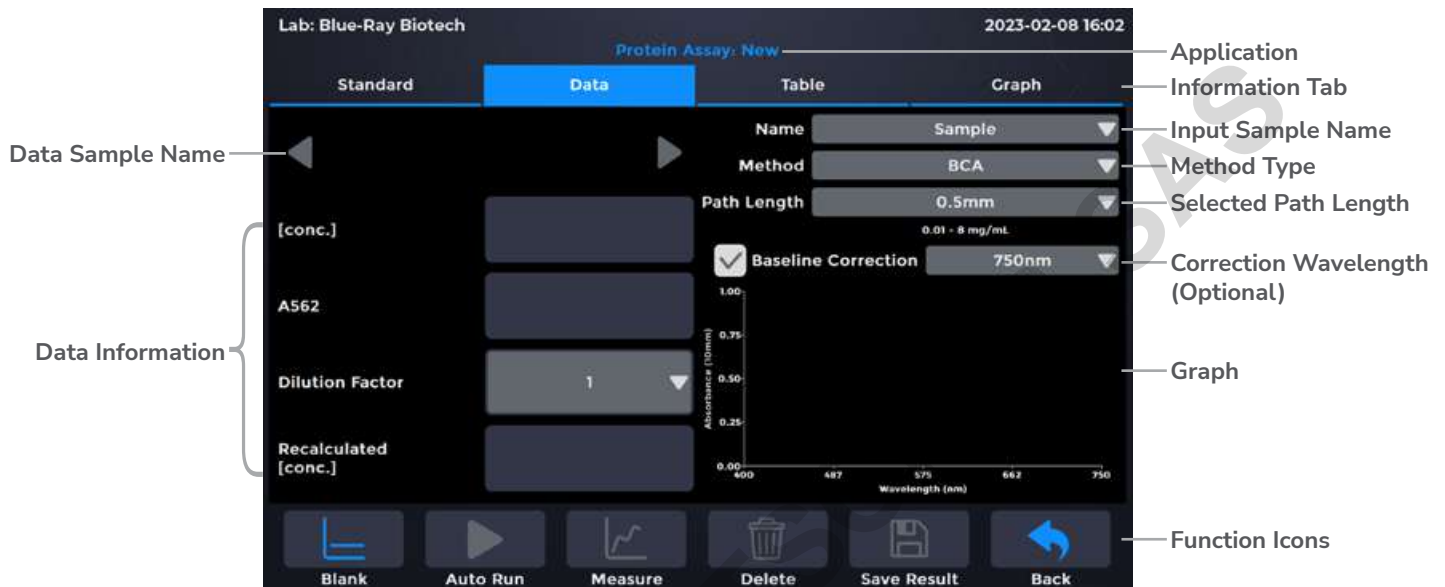 Lab: Blue-Ray Biotech
2023-02-08 16:02
Protein Assay: New
Application
Standard
Data
Table
Graph
Information Tab
Data Sample Name
Name
Sample
Input Sample Name
Method
BCA
Method Type
Path Length
0.5mm
Selected Path Length
0.01 - 8 mg/mL
Baseline Correction
750nm
Correction Wavelength
(Optional)
Data Information
[conc.]
A562
Dilution Factor
1
Recalculated
[conc.]
Absorbance (10mm)
1.00
0.75
0.50
0.25
0.00
400
487
575
662
750
Wavelength (nm)
Graph
Blank
Auto Run
Measure
Delete
Save Result
Back
Function Icons
SAS